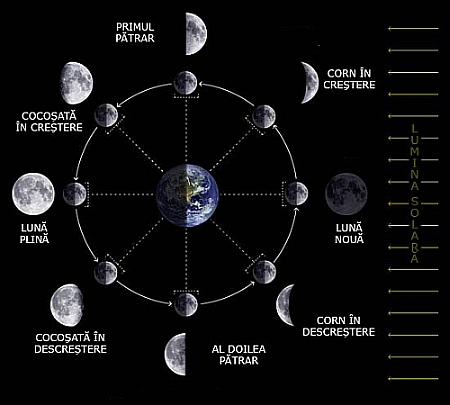 PRIMUL
PĂTRAR
CORN ÎN
CREȘTERE
COCOȘATĂ
ÎN CREȘTERE
LUNĂ
PLINĂ
LUNĂ
NOUĂ
LUMINA SOLARA
COCOȘATĂ
ÎN DESCREȘTERE
AL DOILEA
PĂTRAR
CORN ÎN
DESCREȘTERE